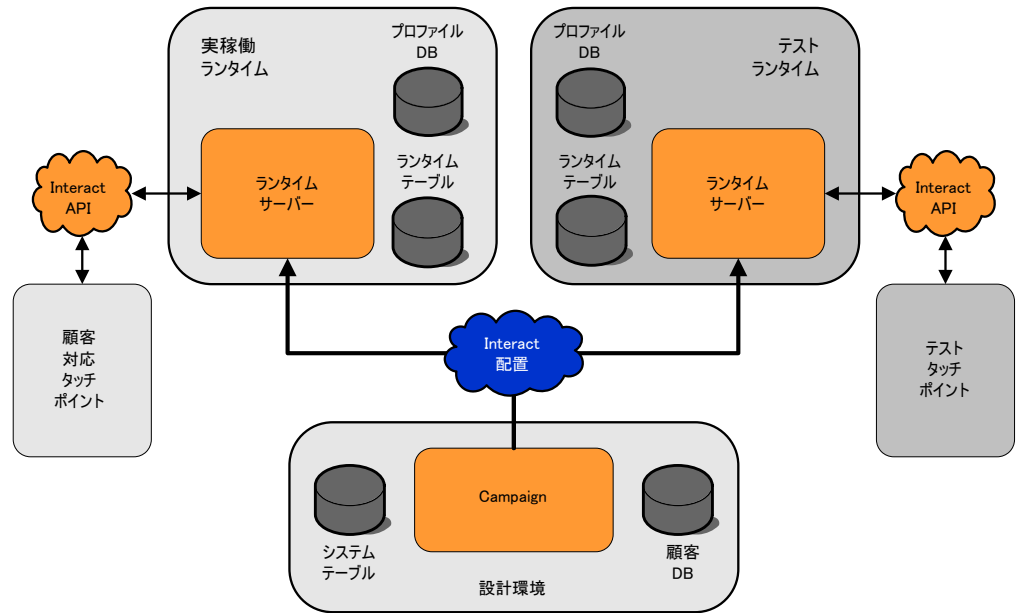 実稼働
ランタイム
プロファイル
DB
ランタイム
テーブル
ランタイム
サーバー
プロファイル
DB
テスト
ランタイム
ランタイム
テーブル
ランタイム
サーバー
Interact
API
Interact
API
顧客
対応
タッチ
ポイント
Interact
配置
テスト
タッチ
ポイント
Campaign
システム
テーブル
顧客
DB
設計環境